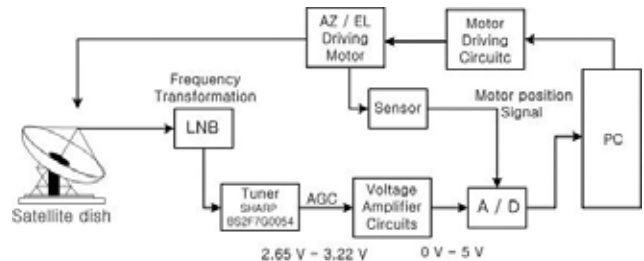 AZ / EL
Driving
Motor
Motor
Driving
Circuitc
Frequency
Transformation
LNB
Sensor
Motor position
Signal
PC
Satellite dish
Tuner
SHARP
BS2F7G0054
AGC
Voltage
Amplifier
Circuits
A / D
2.65 V - 3.22 V
0 V - 5 V